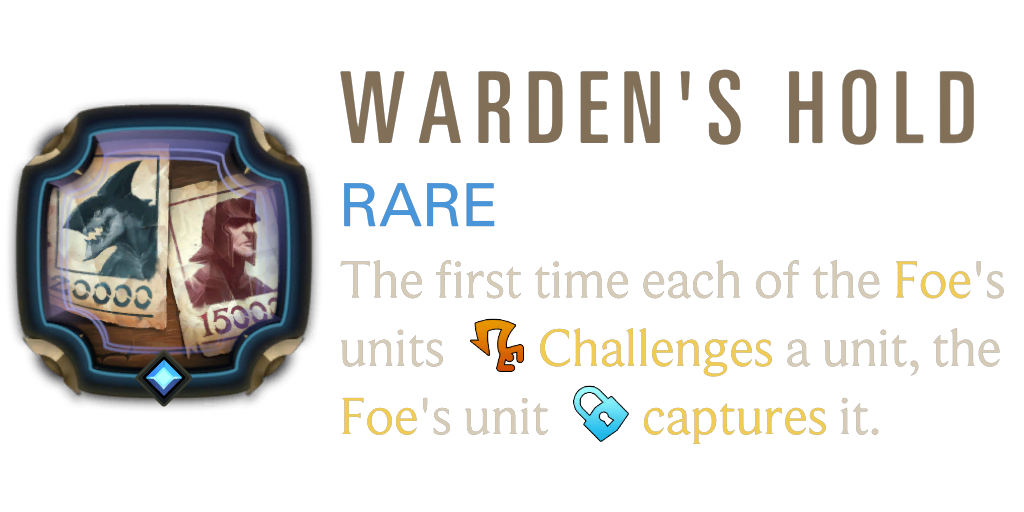 WARDEN'S HOLD
RARE
The first time each of the Foe's
units Challenges a unit, the
Foe's unit captures it.
20000
15000